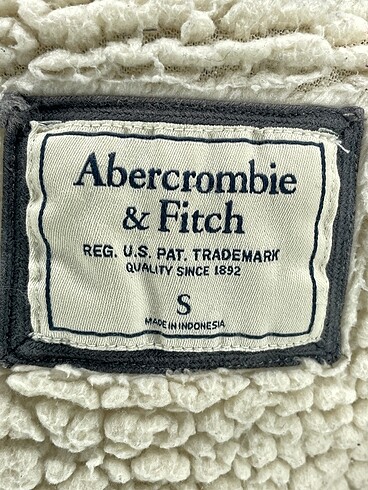 Abercrombie
& Fitch
REG. U.S. PAT. TRADEMARK
QUALITY SINCE 1892
S
MADE IN INDONESIA